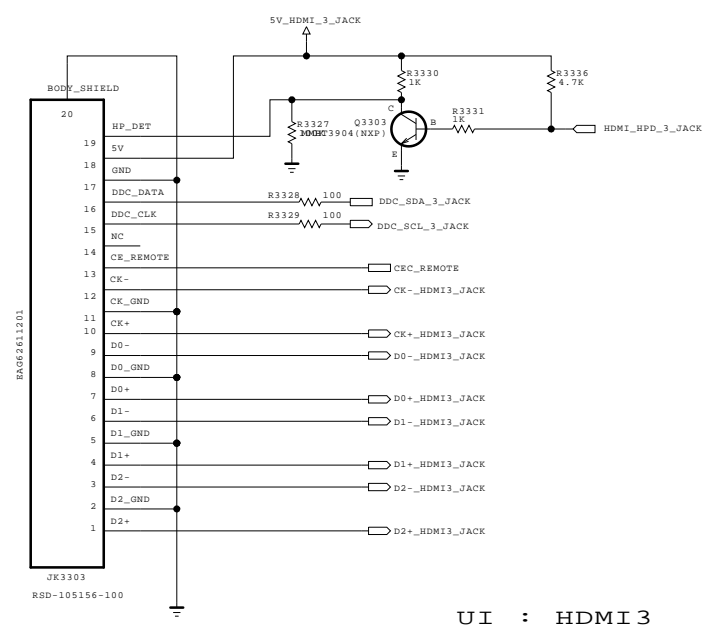 5V_HDMI_3_JACK
R3330
1K
R3336
4.7K
BODY_SHIELD
20
C
R3331
1K
HP_DET
R3327
Q3303
B
HDMI_HPD_3_JACK
MMBT3904(NXP)
19
5V
E
18
GND
17
DDC_DATA
R3328 100
DDC_SDA_3_JACK
16
DDC_CLK
R3329 100
DDC_SCL_3_JACK
15
NC
14
CE_REMOTE
CEC_REMOTE
13
CK-
CK-_HDMI3_JACK
12
CK_GND
11
CK+
CK+_HDMI3_JACK
10
D0-
D0-_HDMI3_JACK
9
D0_GND
8
D0+
D0+_HDMI3_JACK
7
D1-
D1-_HDMI3_JACK
6
D1_GND
5
D1+
D1+_HDMI3_JACK
4
D2-
D2-_HDMI3_JACK
3
D2_GND
2
D2+
D2+_HDMI3_JACK
1
EAG62611201
JK3303
RSD-105156-100
UI : HDMI3